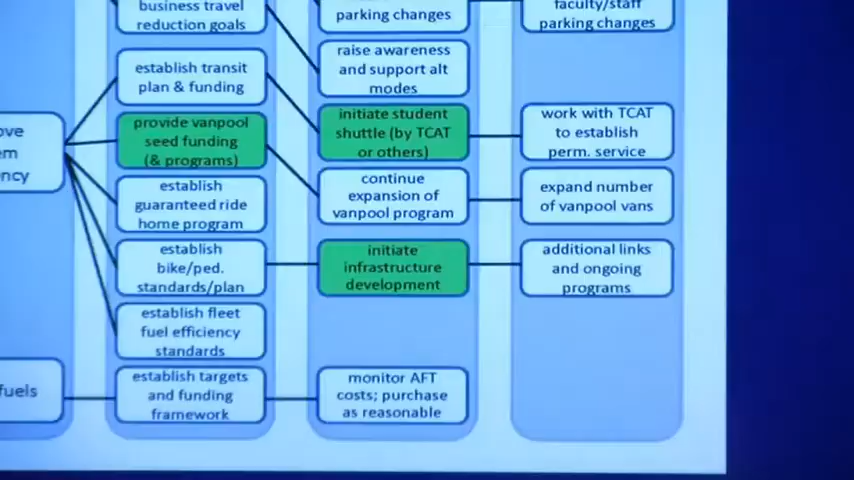 business travel
reduction goals
parking changes
faculty/staff
parking changes
raise awareness
and support alt
modes
establish transit
plan & funding
ove
em
ncy
provide vanpool
seed funding
(& programs)
initiate student
shuttle (by TCAT
or others)
work with TCAT
to establish
perm. service
establish
guaranteed ride
home program
continue
expansion of
vanpool program
expand number
of vanpool vans
establish
bike/ped.
standards/plan
initiate
infrastructure
development
additional links
and ongoing
programs
establish fleet
fuel efficiency
standards
fuels
establish targets
and funding
framework
monitor AFT
costs; purchase
as reasonable